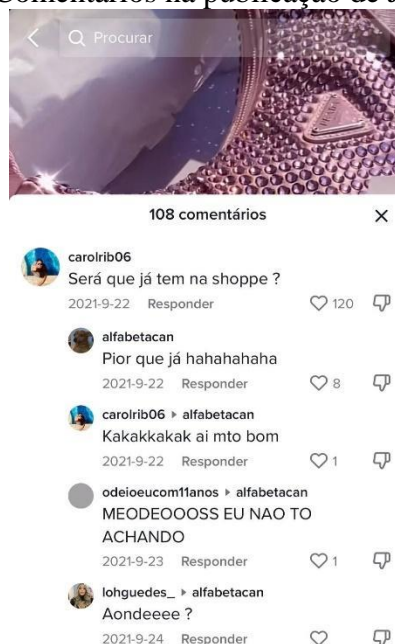 Comentários na publicação de
Procurar
108 comentários
carolrib06
Será que já tem na shoppe ?
2021-9-22 Responder 120
alfabetacan
Pior que já hahahahaha
2021-9-22 Responder 8
carolrib06 ▸ alfabetacan
Kakakkakak ai mto bom
2021-9-22 Responder 1
odeioeucom11anos ▸ alfabetacan
MEODEOOOSS EU NAO TO
ACHANDO
2021-9-23 Responder 1
lohguedes_ ▸ alfabetacan
Aondeeee ?
2021-9-24 Responder